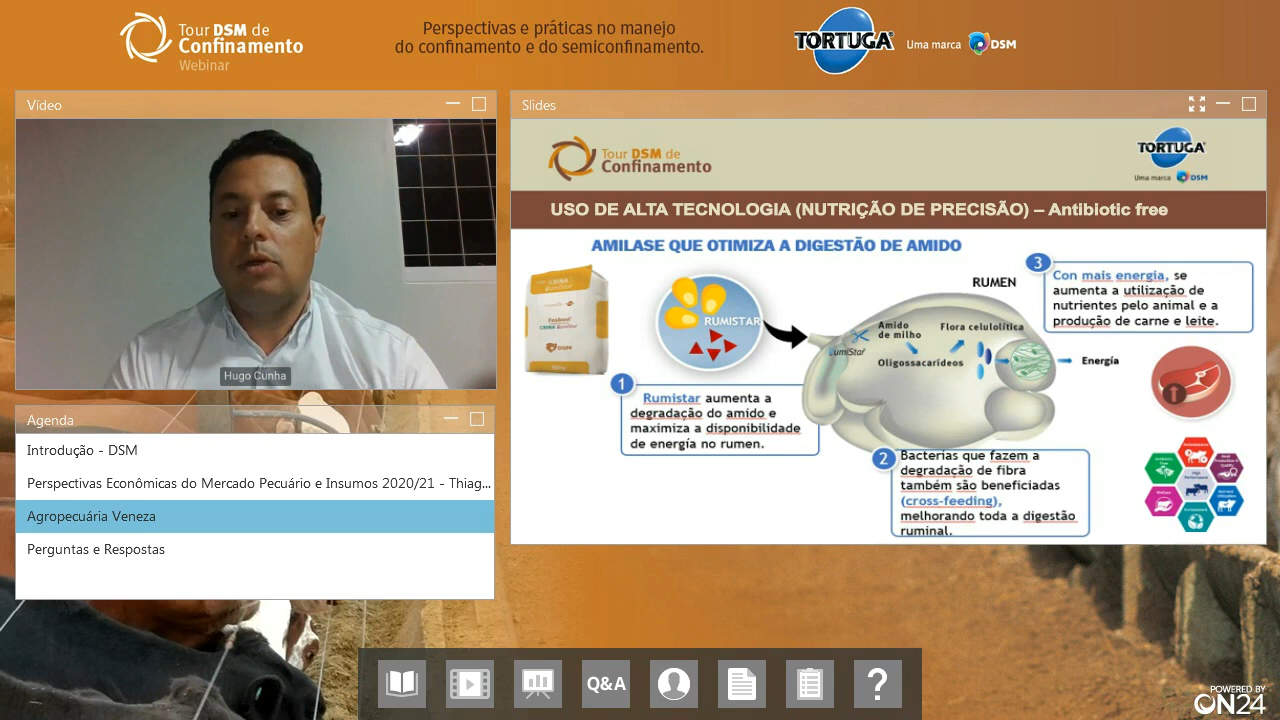 Tour DSM de
Confinamento
Webinar
Perspectivas e práticas no manejo
do confinamento e do semiconfinamento.
TORTUGA
Uma marca DSM
Vídeo
Hugo Cunha
Agenda
Introdução - DSM
Perspectivas Econômicas do Mercado Pecuário e Insumos 2020/21 - Thiag...
Agropecuária Veneza
Perguntas e Respostas
Slides
Tour DSM de
Confinamento
TORTUGA
Uma marca DSM
USO DE ALTA TECNOLOGIA (NUTRIÇÃO DE PRECISÃO) – Antibiotic free
AMILASE QUE OTIMIZA A DIGESTÃO DE AMIDO
DSM
RUMISTAR
RUMEN
RumiStar
Amido
de milho
Oligossacarídeos
Flora celulolítica
Energía
1
Rumistar aumenta a
degradação do amido e
maximiza a disponibilidade
de energía no rumen.
2
Bacterias que fazem a
degradação de fibra
também são beneficiadas
(cross-feeding),
melhorando toda a digestão
ruminal.
3
Con mais energia, se
aumenta a utilização de
nutrientes pelo animal e a
produção de carne e leite.
Q&A
?
POWERED BY
ON24